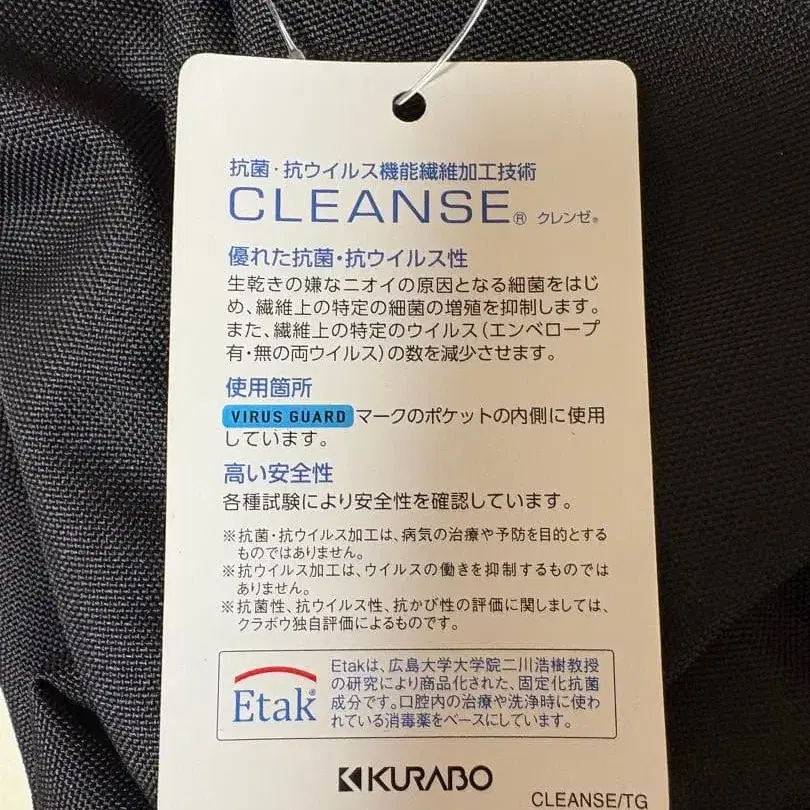 抗菌・抗ウイルス機能繊維加工技術
CLEANSE® クレンゼ®
優れた抗菌・抗ウイルス性
生乾きの嫌なニオイの原因となる細菌をはじ
め、繊維上の特定の細菌の増殖を抑制します。
また、繊維上の特定のウイルス(エンベロープ
有・無の両ウイルス)の数を減少させます。
使用箇所
VIRUS GUARD マークのポケットの内側に使用
しています。
高い安全性
各種試験により安全性を確認しています。
※抗菌・抗ウイルス加工は、病気の治療や予防を目的とする
ものではありません。
※抗ウイルス加工は、ウイルスの働きを抑制するものでは
ありません。
※抗菌性、抗ウイルス性、抗かび性の評価に関しましては、
クラボウ独自評価によるものです。
Etak®
Etakは、広島大学大学院二川浩樹教授
の研究により商品化された、固定化抗菌
成分です。口腔内の治療や洗浄時に使わ
れている消毒薬をベースにしています。
KURABO
CLEANSE/TG